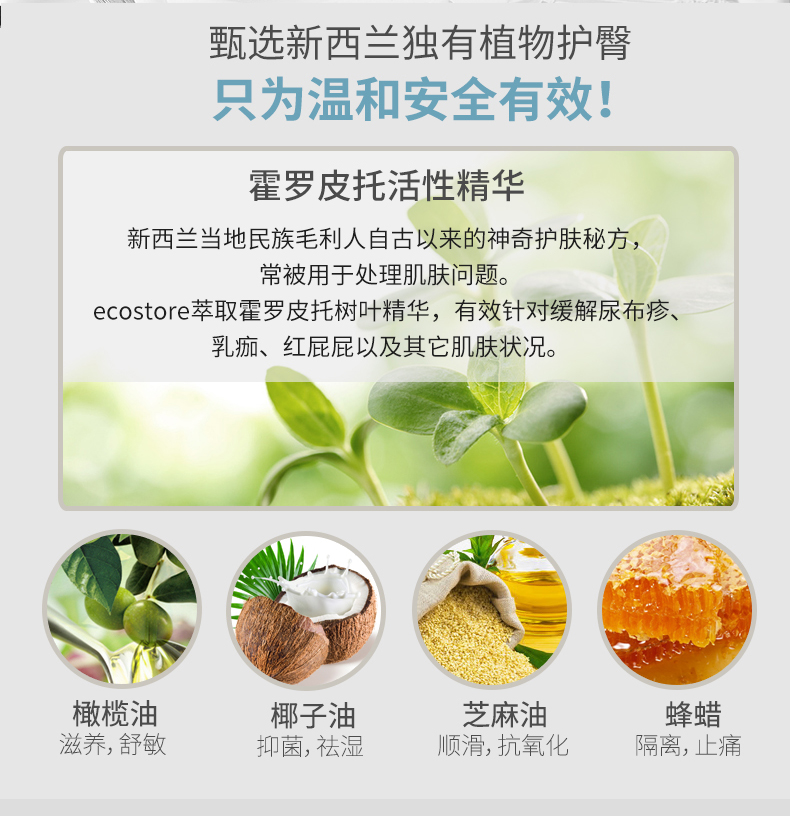 甄选新西兰独有植物护臀
只为温和安全有效！
霍罗皮托活性精华
新西兰当地民族毛利人自古以来的神奇护肤秘方，
常被用于处理肌肤问题。
ecostore萃取霍罗皮托树叶精华，有效针对缓解尿布疹、
乳痂、红屁屁以及其它肌肤状况。
橄榄油
滋养，舒敏
椰子油
抑菌，祛湿
芝麻油
顺滑，抗氧化
蜂蜡
隔离，止痛